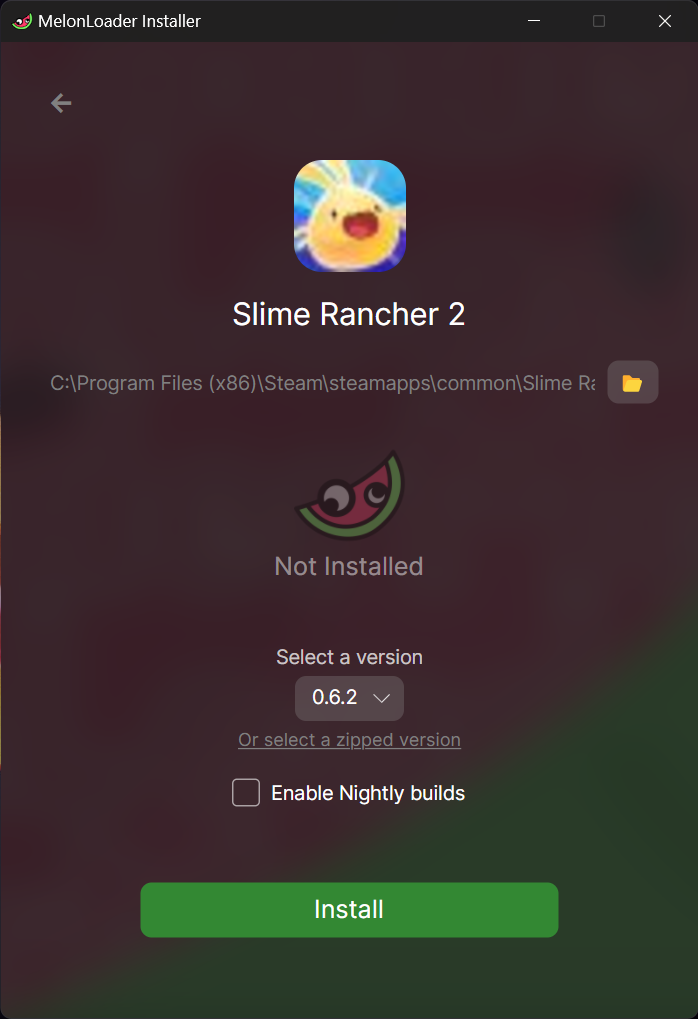 MelonLoader Installer
Slime Rancher 2
C:\Program Files (x86)\Steam\steamapps\common\Slime Ra
Not Installed
Select a version
0.6.2
Or select a zipped version
Enable Nightly builds
Install